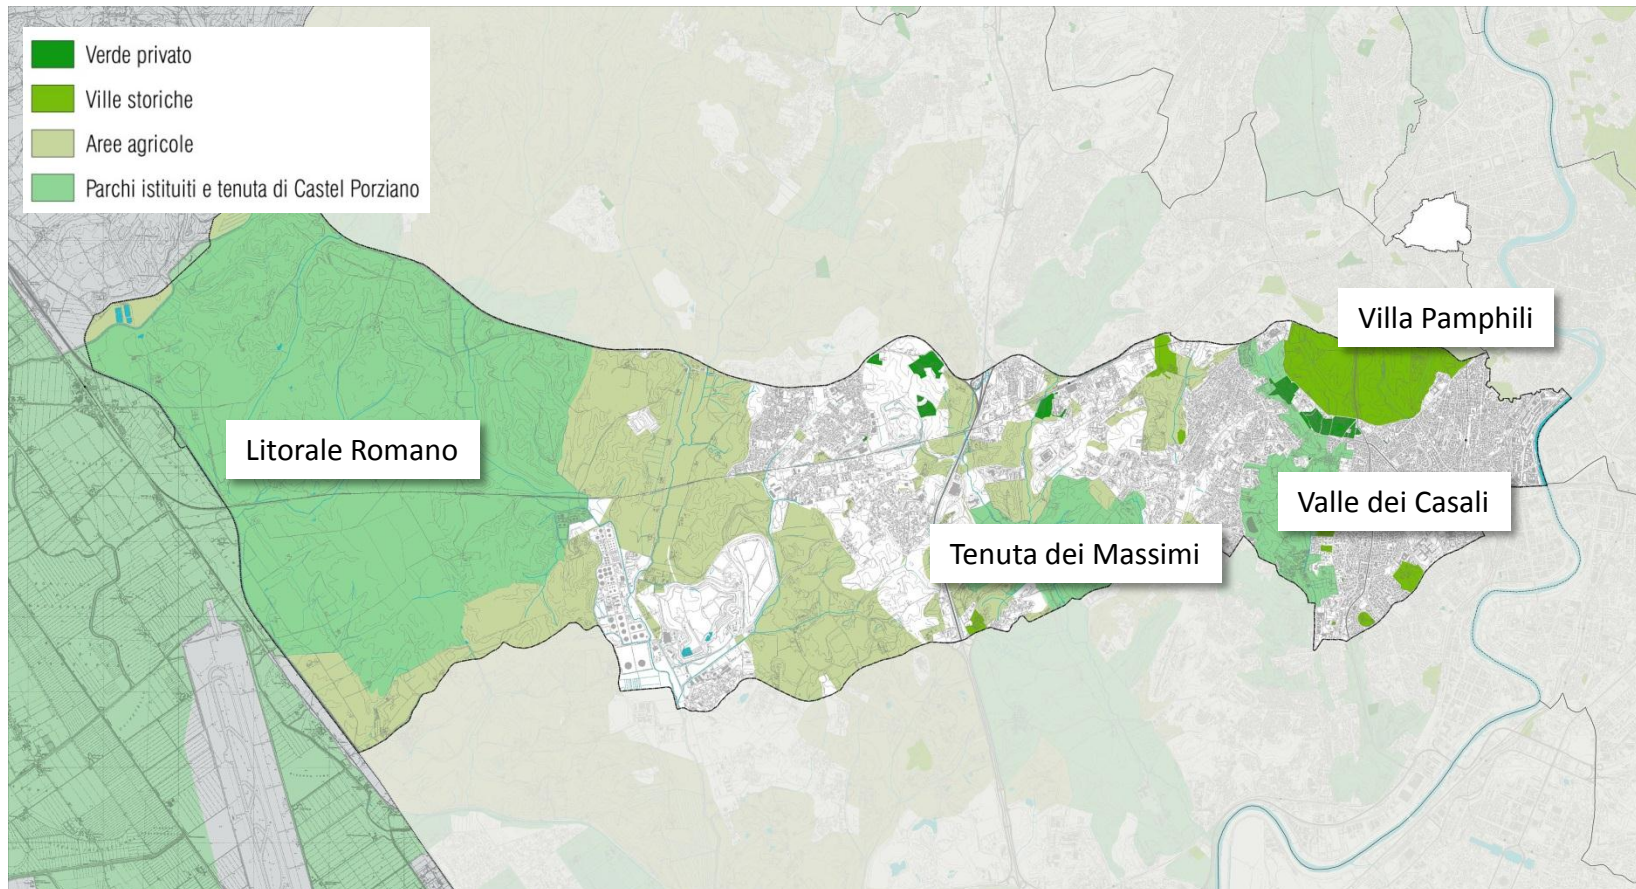 Verde privato
Ville storiche
Aree agricole
Parchi istituiti e tenuta di Castel Porziano
Villa Pamphili
Litorale Romano
Valle dei Casali
Tenuta dei Massimi